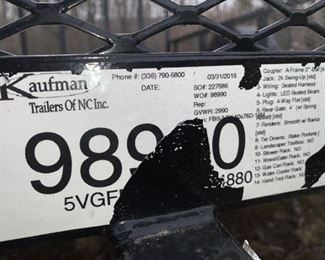 Kaufman
Trailers Of NC Inc.
Phone #: (336) 790-6800
DATE: 03/31/2016
SO#: 227686
WO#: 98990
Rep:
GVWR: 2990
5VGF
880
Coupler: A-Frame 2"
2- Jack: 2k Swing-Up [std]
3- Wiring: Sealed Harness
4- Lights: LED Sealed Beam
5- Plug: 4-Way Flat [std]
6- Rear Gate: 4' w/ Spring
[std]
7- Fenders: Smooth w/ Backs
[std]
8- Tie Downs: Stake Pockets
9- Landscaper Toolbox: NO
10- Blower Rack: NO
11- Weed-Eater Rack: NO
12- Gas Can Rack: NO
13- Water Cooler Rack: NO
14- Hand Tool Rack: NO